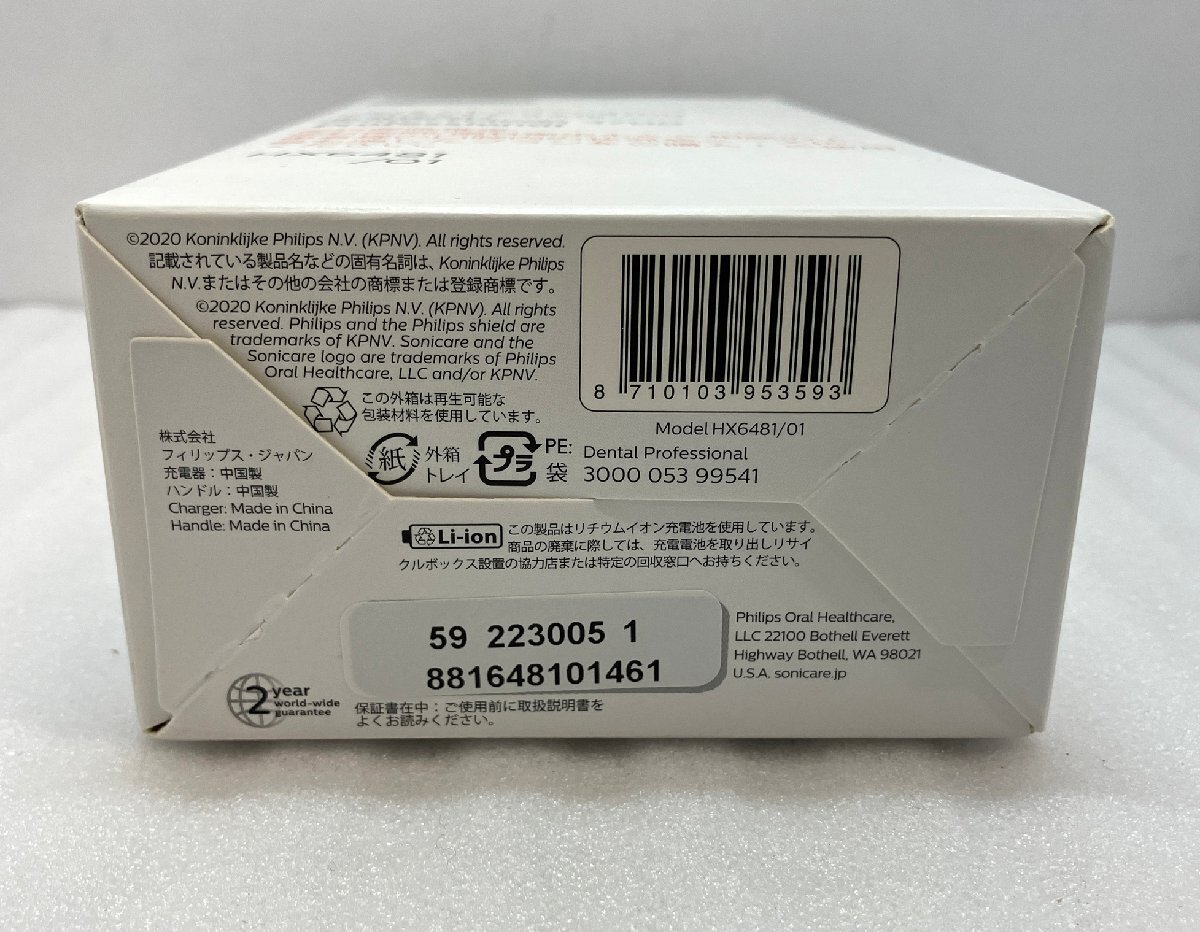 HX6481
/01
©2020 Koninklijke Philips N.V. (KPNV). All rights reserved.
記載されている製品名などの固有名詞は、Koninklijke Philips
N.V.またはその他の会社の商標または登録商標です。
©2020 Koninklijke Philips N.V. (KPNV). All rights
reserved. Philips and the Philips shield are
trademarks of KPNV. Sonicare and the
Sonicare logo are trademarks of Philips
Oral Healthcare, LLC and/or KPNV.
この外箱は再生可能な
包装材料を使用しています。
紙 外箱
トレイ
プラ PE:
袋
8 710103 953593
Model HX6481/01
Dental Professional
3000 053 99541
株式会社
フィリップス・ジャパン
充電器：中国製
ハンドル：中国製
Charger: Made in China
Handle: Made in China
Li-ion この製品はリチウムイオン充電池を使用しています。
商品の廃棄に際しては、充電電池を取り出しリサイ
クルボックス設置の協力店または特定の回収窓口へお持ちください。
59 223005 1
881648101461
Philips Oral Healthcare,
LLC 22100 Bothell Everett
Highway Bothell, WA 98021
U.S.A. sonicare.jp
2 year
world-wide
guarantee
保証書在中：ご使用前に取扱説明書を
よくお読みください。